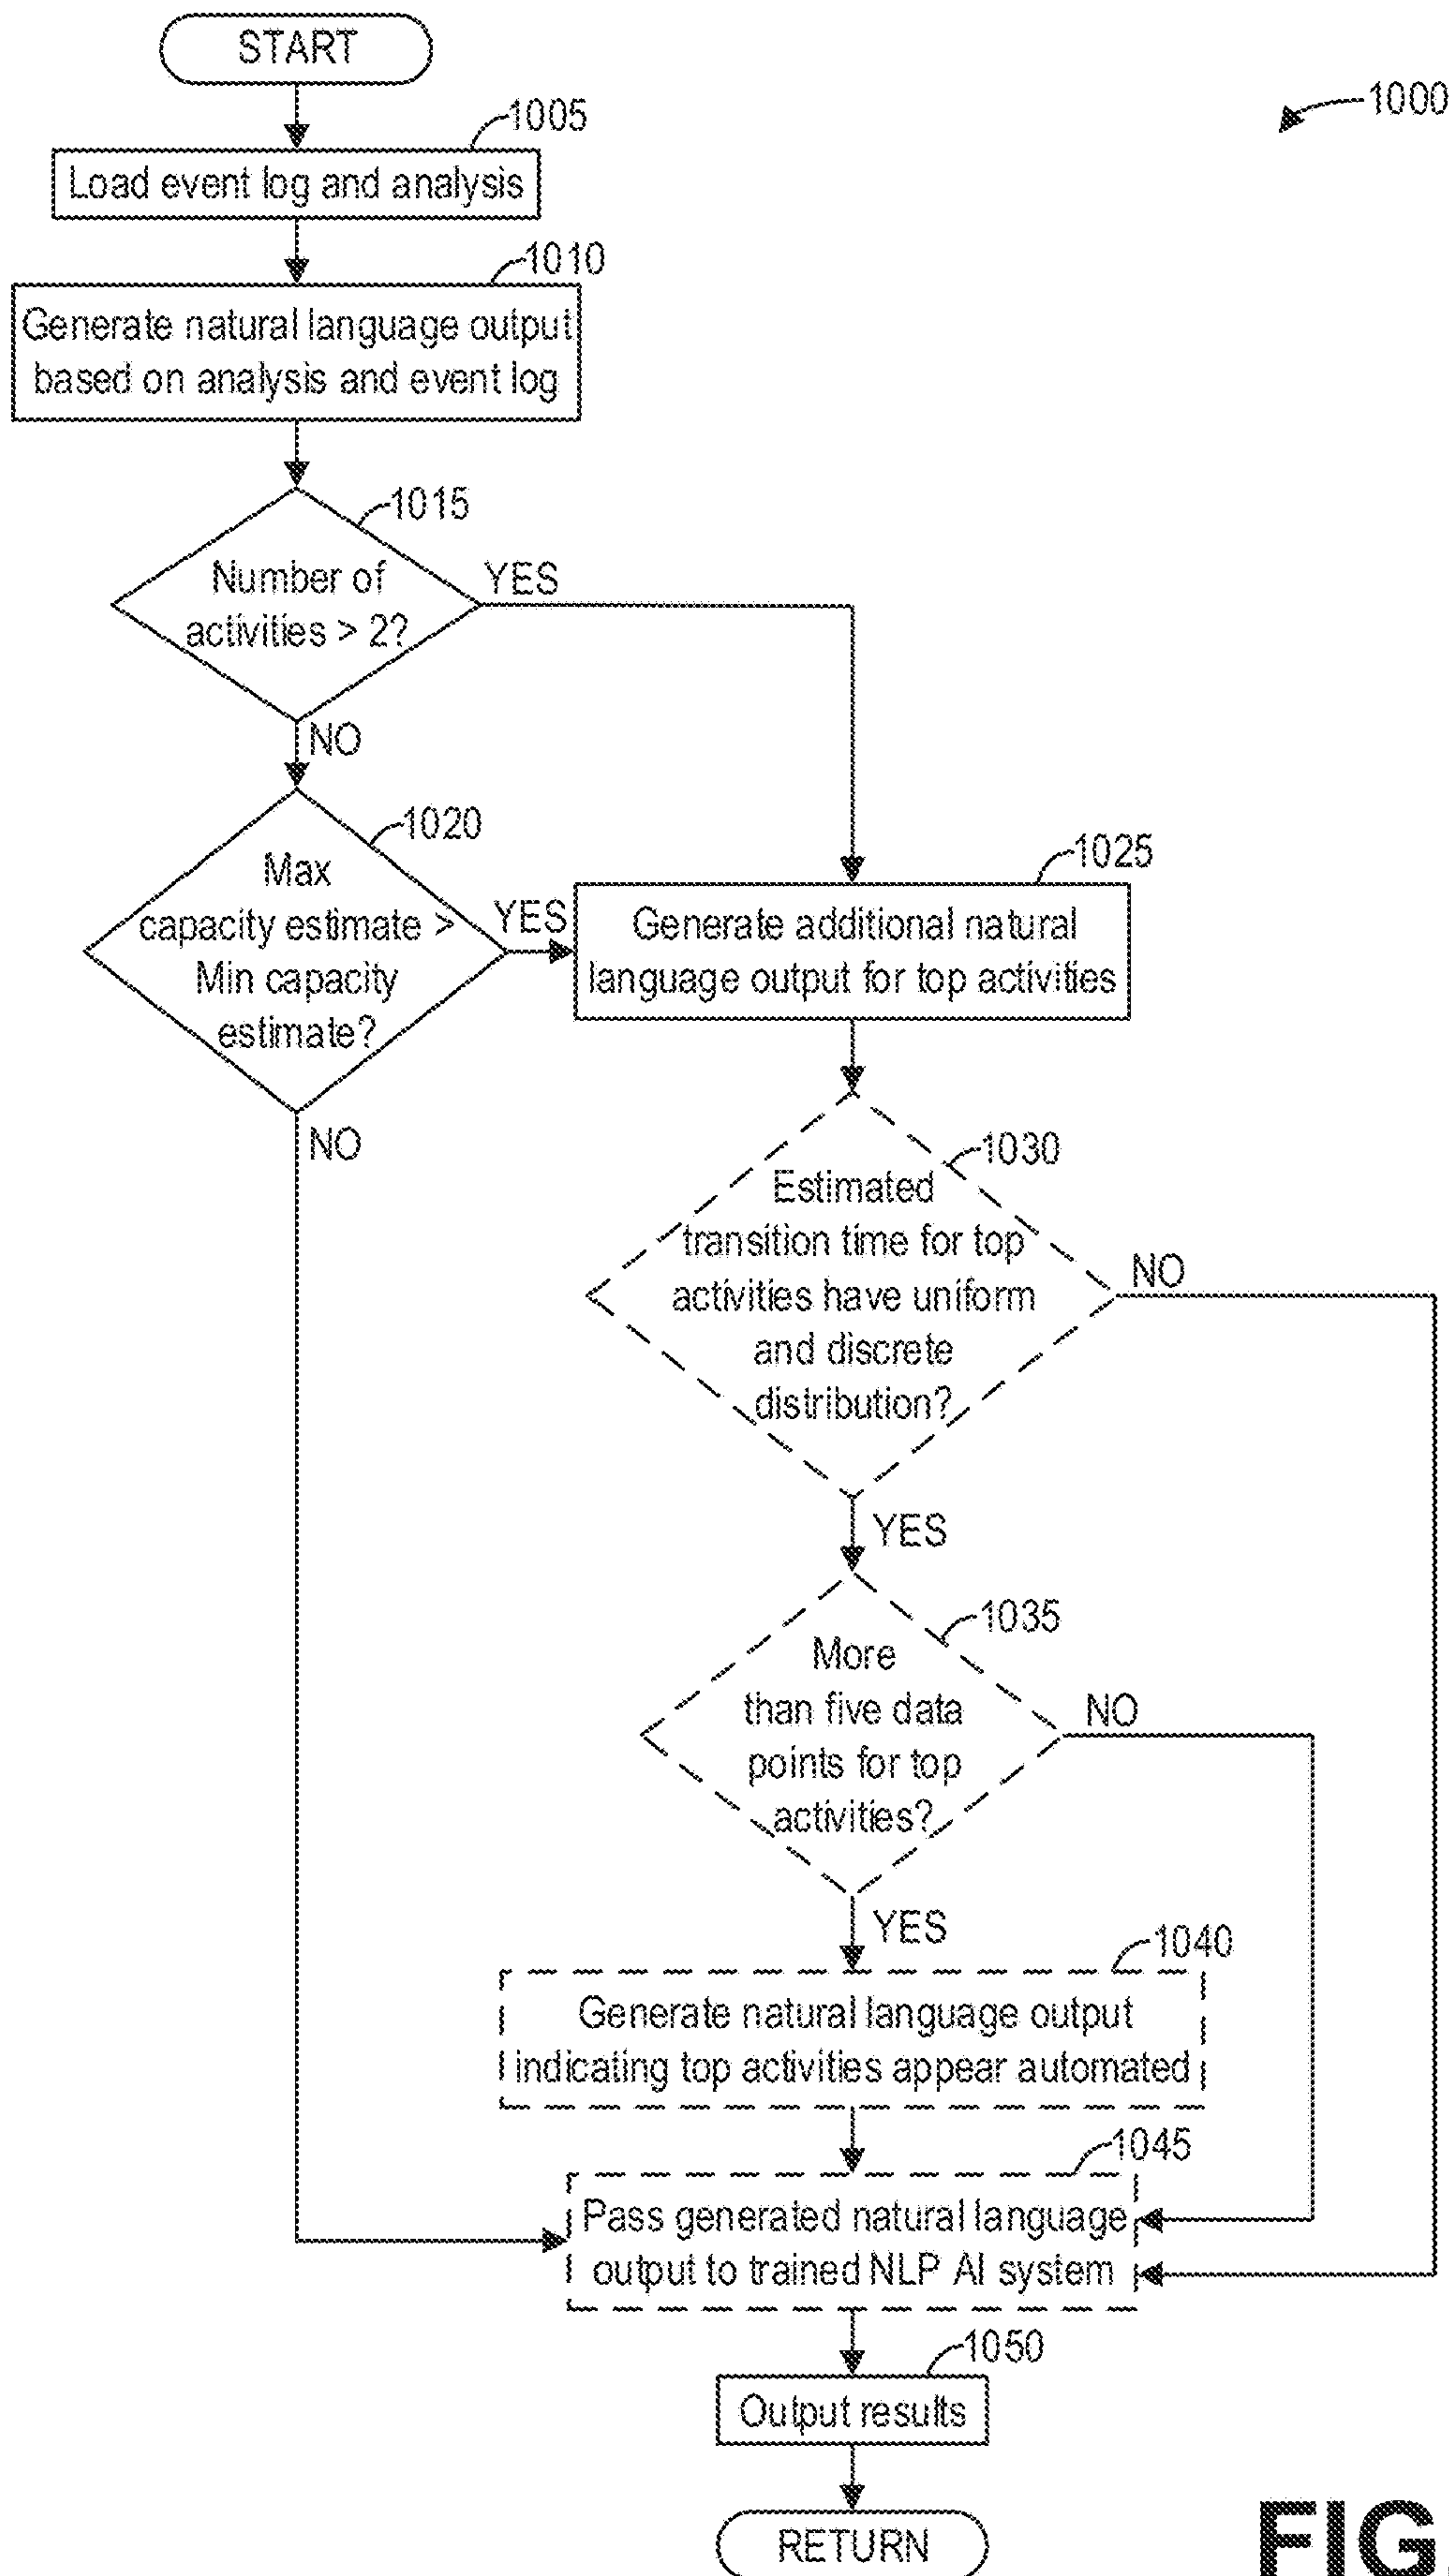 START
1000
1005
Load event log and analysis
1010
Generate natural language output
based on analysis and event log
1015
Number of
activities > 2?
YES
NO
1020
Max
capacity estimate >
Min capacity
estimate?
YES
NO
1025
Generate additional natural
language output for top activities
1030
Estimated
transition time for top
activities have uniform
and discrete
distribution?
NO
YES
1035
More
than five data
points for top
activities?
NO
YES
1040
Generate natural language output
indicating top activities appear automated
1045
Pass generated natural language
output to trained NLP AI system
1050
Output results
RETURN
FIG.